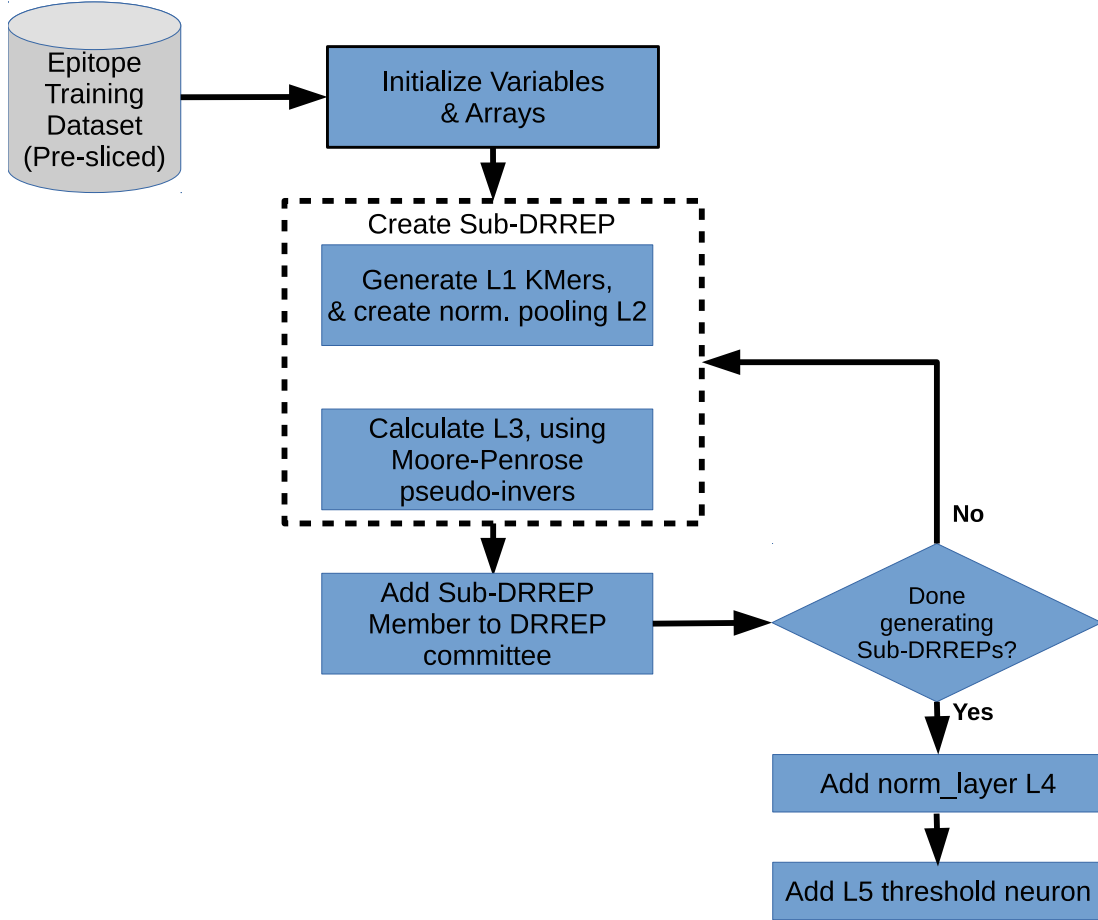 Epitope
Training
Dataset
(Pre-sliced)
Initialize Variables
& Arrays
Create Sub-DRREP
Generate L1 KMers,
& create norm. pooling L2
Calculate L3, using
Moore-Penrose
pseudo-invers
Add Sub-DRREP
Member to DRREP
committee
No
Done
generating
Sub-DRREPs?
Yes
Add norm_layer L4
Add L5 threshold neuron